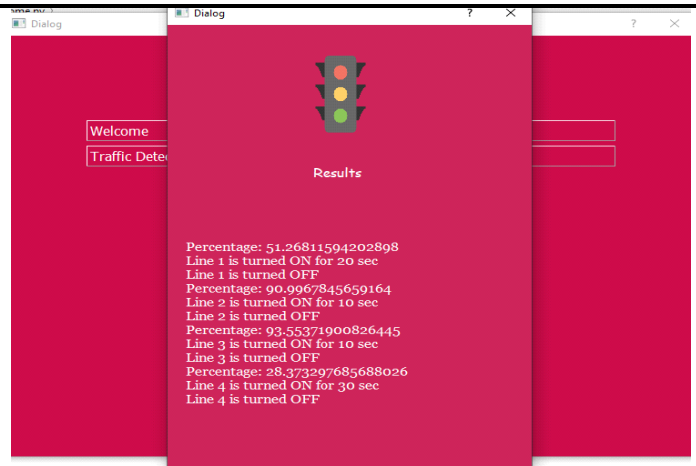 Dialog
Dialog ? × ? ×
Welcome
Traffic
Results
Percentage: 51.26811594202898
Line 1 is turned ON for 20 sec
Line 1 is turned OFF
Percentage: 90.9967845659164
Line 2 is turned ON for 10 sec
Line 2 is turned OFF
Percentage: 93.55371900826445
Line 3 is turned ON for 10 sec
Line 3 is turned OFF
Percentage: 28.373297685688026
Line 4 is turned ON for 30 sec
Line 4 is turned OFF